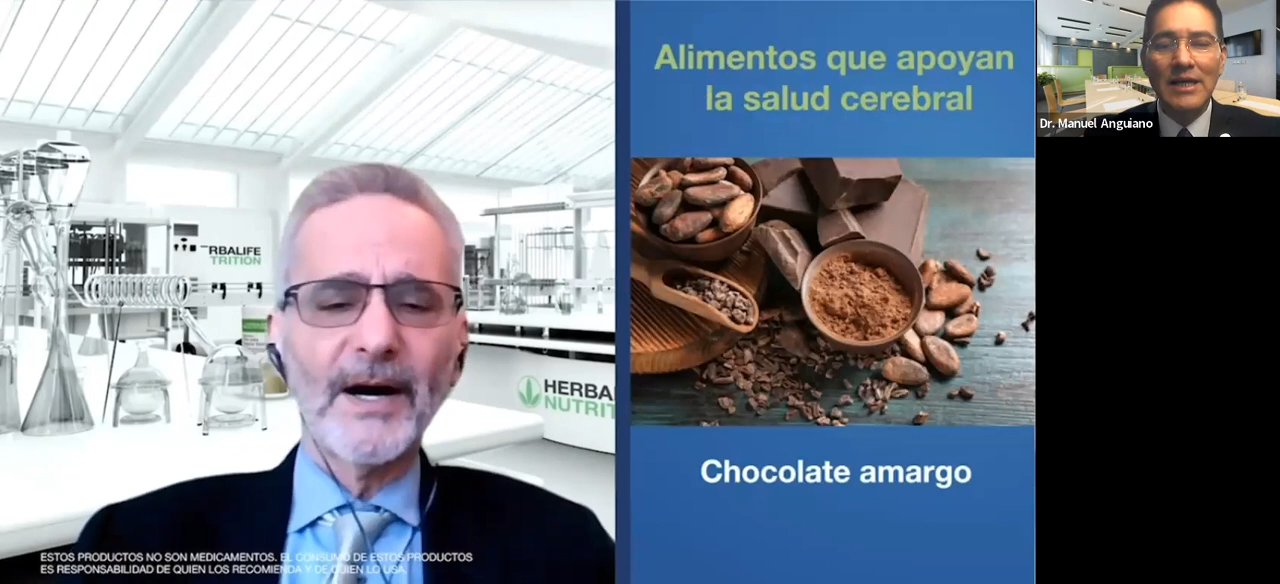 RBALIFE
TRITION
HERBA
NUTRIT
ESTOS PRODUCTOS NO SON MEDICAMENTOS. EL CONSUMO DE ESTOS PRODUCTOS
ES RESPONSABILIDAD DE QUIEN LOS RECOMIENDA Y DE QUIEN LO USA.
Alimentos que apoyan
la salud cerebral
Chocolate amargo
Dr. Manuel Anguiano